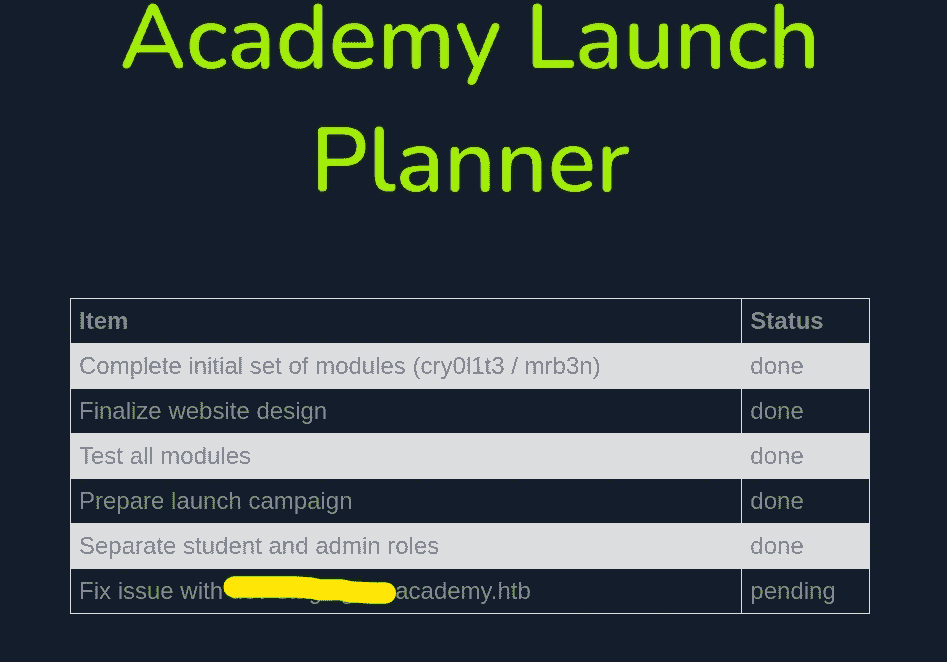 Academy Launch
Planner
Item Status
Complete initial set of modules (cry0l1t3 / mrb3n) done
Finalize website design done
Test all modules done
Prepare launch campaign done
Separate student and admin roles done
Fix issue with academy.htb pending